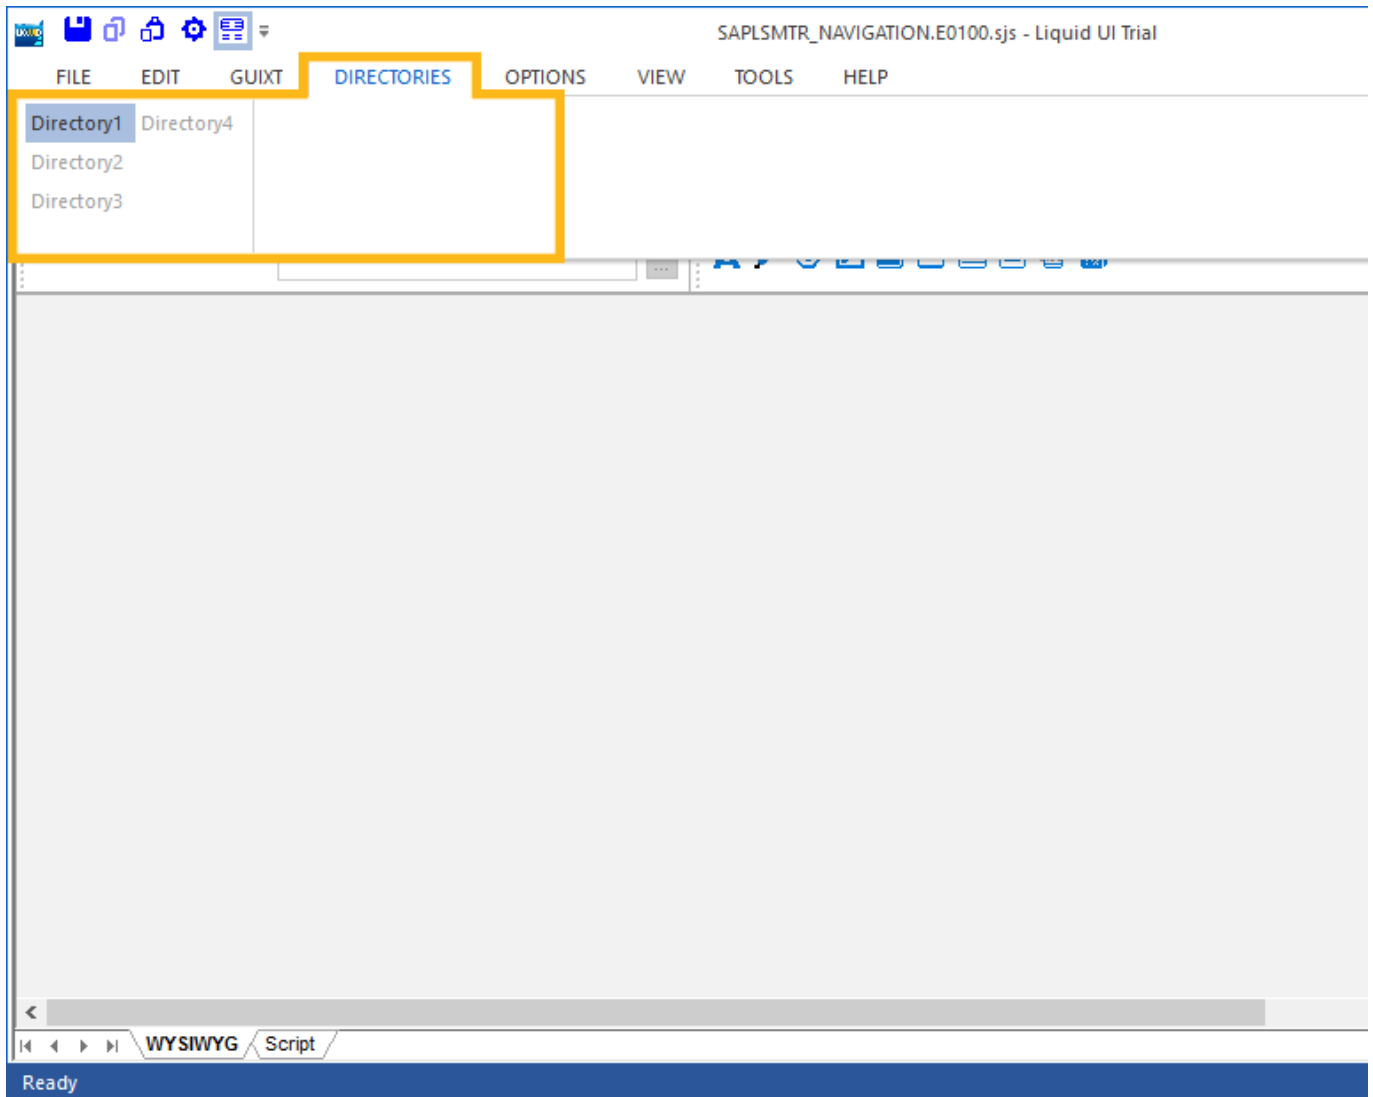 SAPLSMTR_NAVIGATION.E0100.sjs - Liquid UI Trial
FILE EDIT GUIXT DIRECTORIES OPTIONS VIEW TOOLS HELP
Directory1 Directory4
Directory2
Directory3
...
WYSIWYG Script
Ready